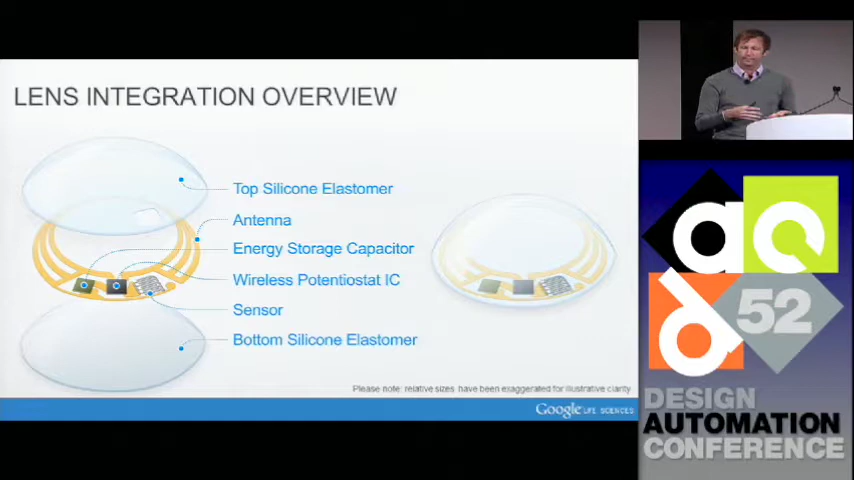 LENS INTEGRATION OVERVIEW
Top Silicone Elastomer
Antenna
Energy Storage Capacitor
Wireless Potentiostat IC
Sensor
Bottom Silicone Elastomer
Please note: relative sizes have been exaggerated for illustrative clarity
Google LIFE SCIENCES
dac
52
DESIGN
AUTOMATION
CONFERENCE